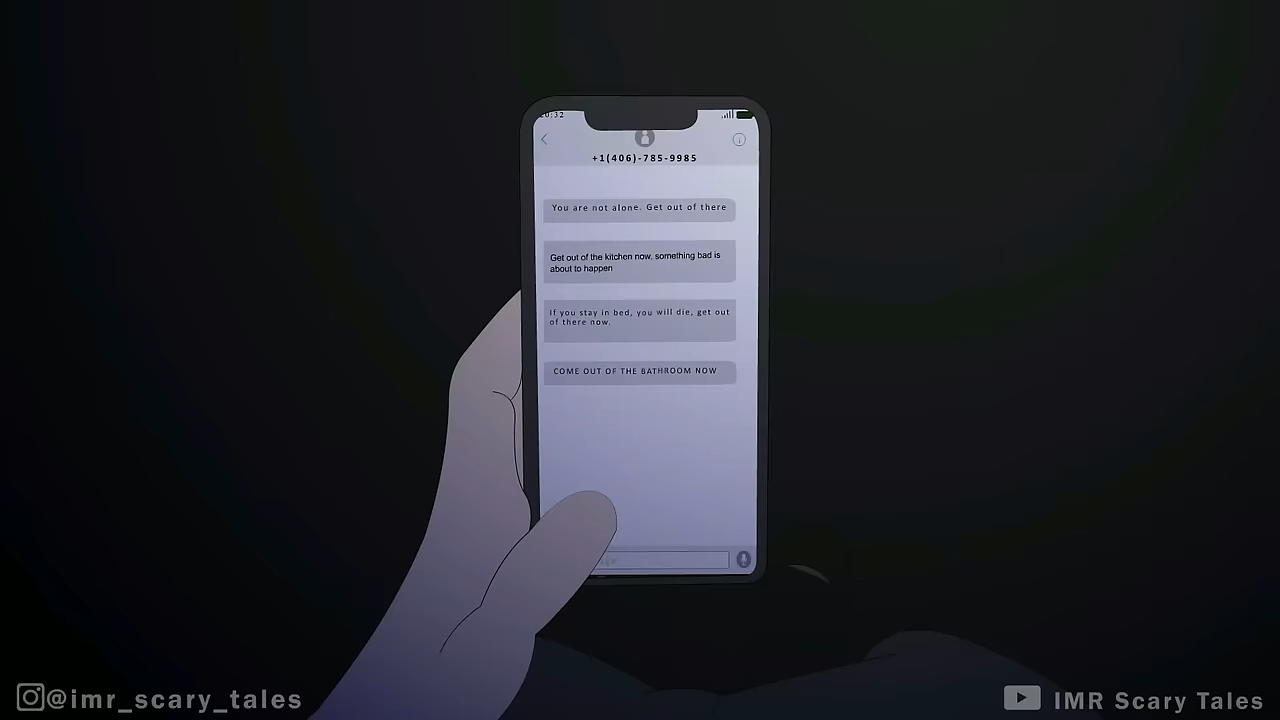 +1(406)-785-9985
You are not alone. Get out of there
Get out of the kitchen now, something bad is
about to happen
If you stay in bed, you will die, get out
of there now.
COME OUT OF THE BATHROOM NOW
@imr_scary_tales
IMR Scary Tales